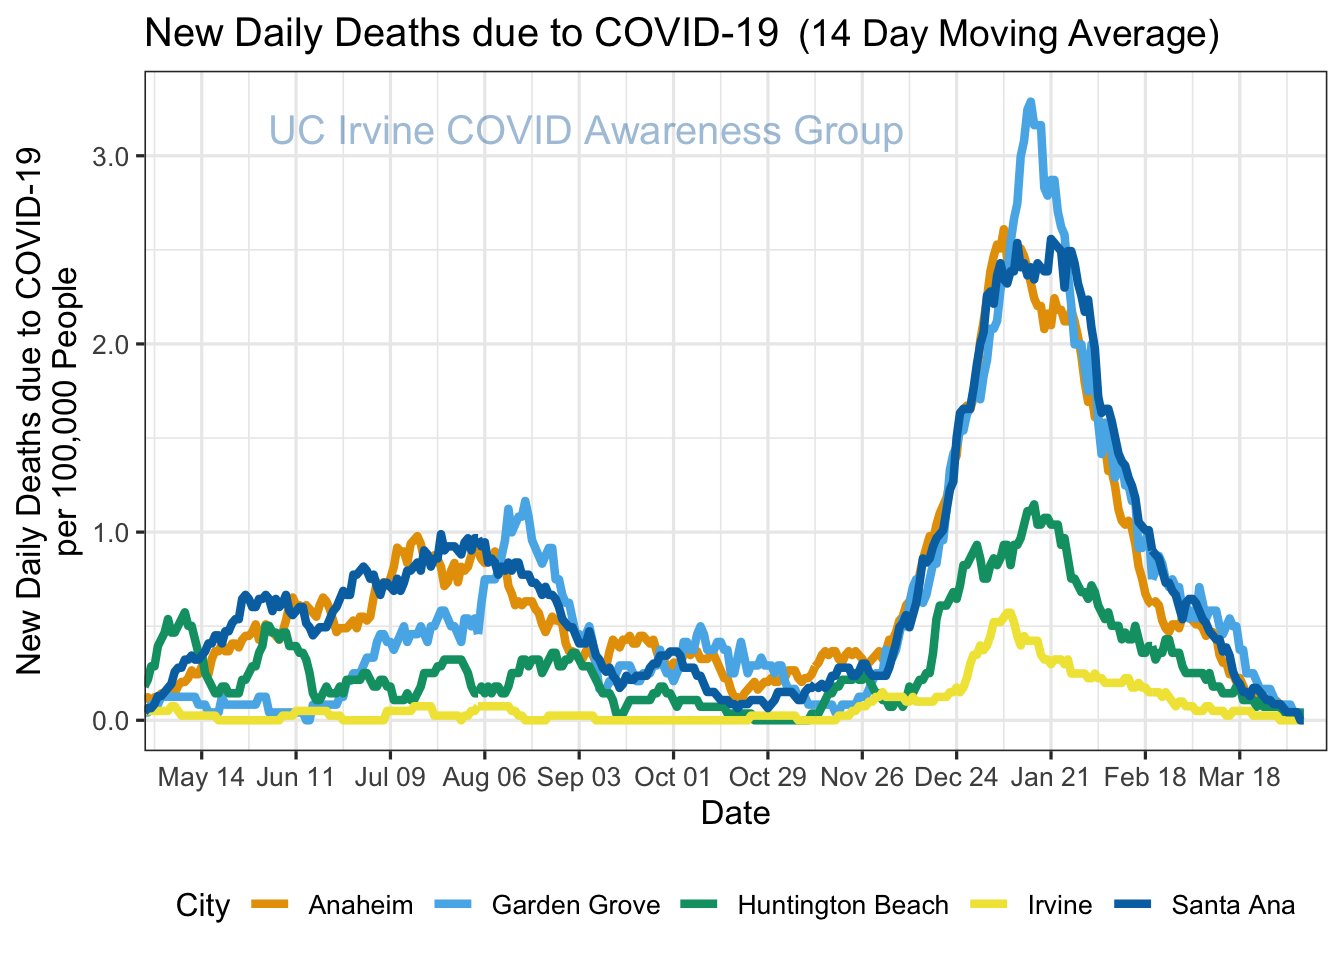 New Daily Deaths due to COVID-19 (14 Day Moving Average)
UC Irvine COVID Awareness Group
New Daily Deaths due to COVID-19
per 100,000 People
3.0
2.0
1.0
0.0
May 14 Jun 11 Jul 09 Aug 06 Sep 03 Oct 01 Oct 29 Nov 26 Dec 24 Jan 21 Feb 18 Mar 18
Date
City Anaheim Garden Grove Huntington Beach Irvine Santa Ana